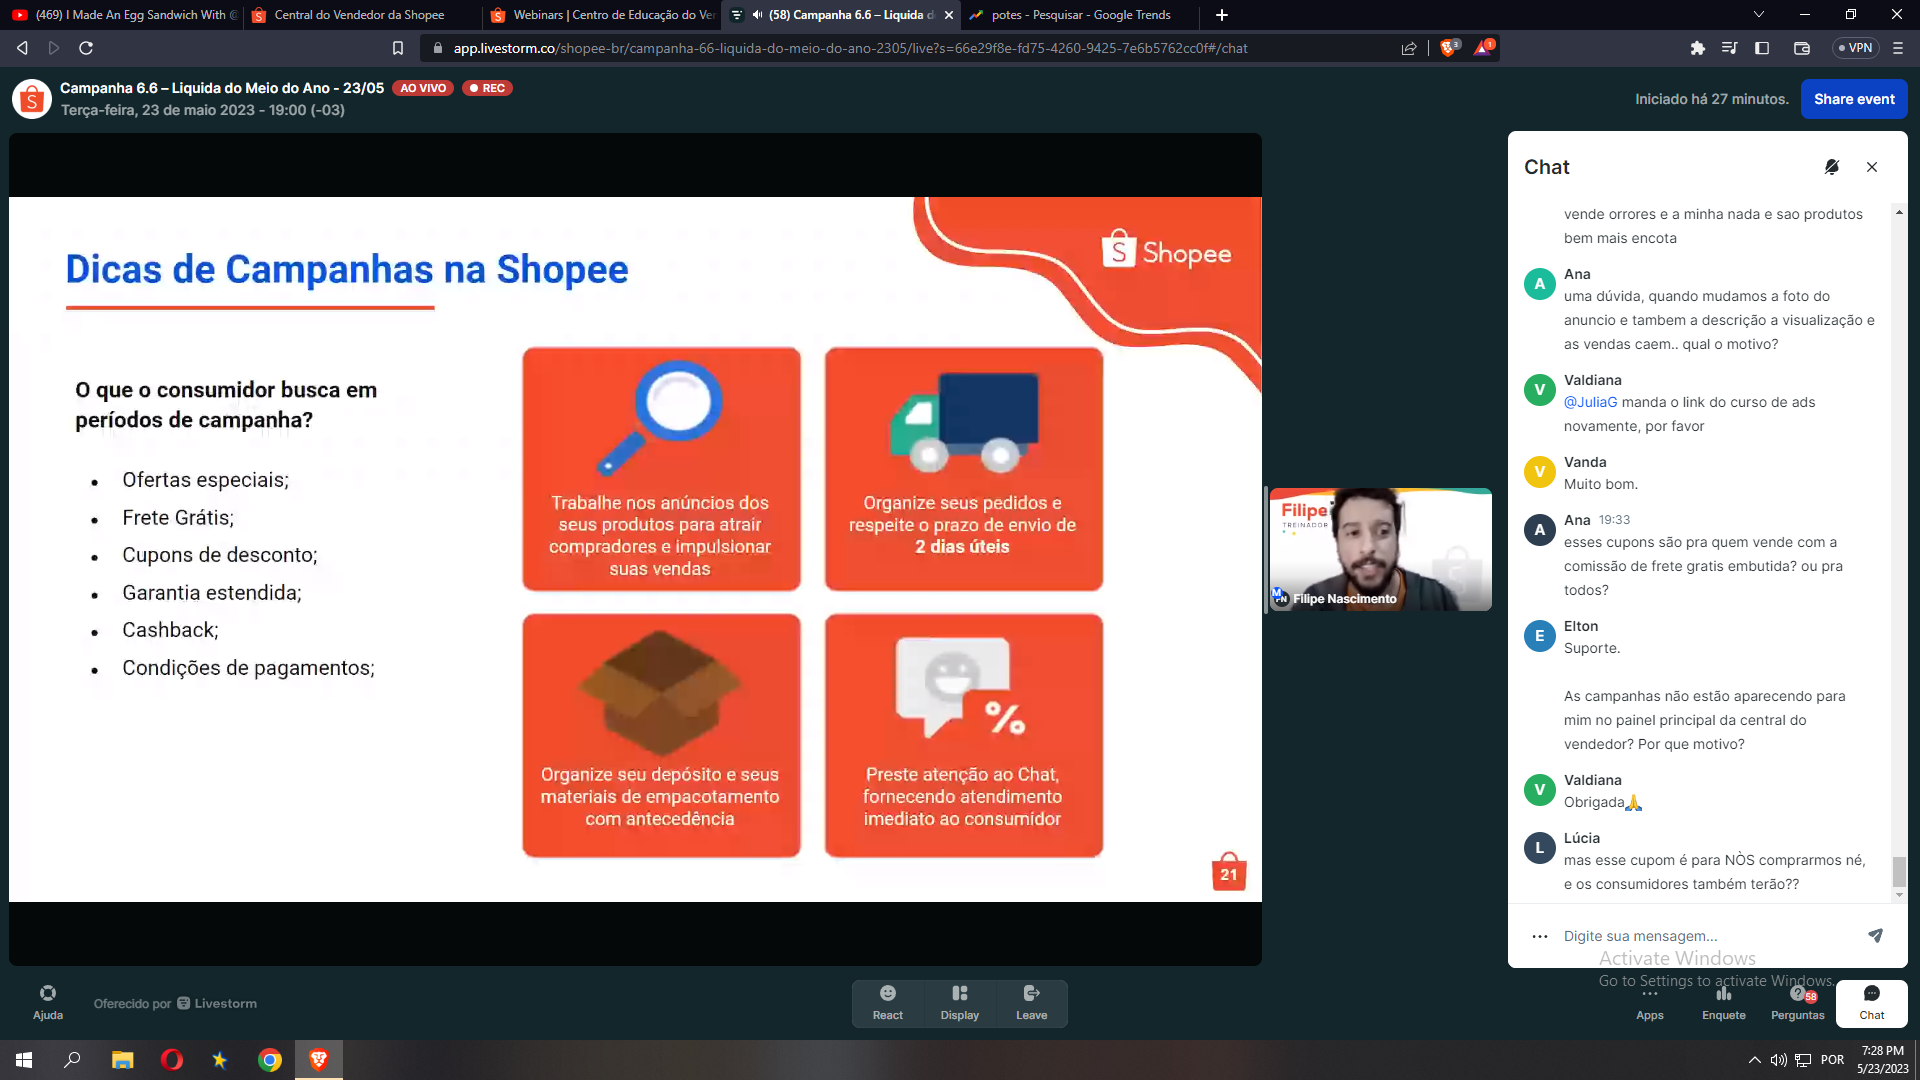 (469) I Made An Egg Sandwich With
Central do Vendedor da Shopee
Webinars | Centro de Educação do Ve
(58) Campanha 6.6 – Liquida d
potes - Pesquisar - Google Trends
app.livestorm.co/shopee-br/campanha-66-liquida-do-meio-do-ano-2305/live?s=66e29f8e-fd75-4260-9425-7e6b5762cc0f#/chat
3
1
VPN
Campanha 6.6 – Liquida do Meio do Ano - 23/05
AO VIVO
REC
Terça-feira, 23 de maio 2023 - 19:00 (-03)
Iniciado há 27 minutos.
Share event
Shopee
Dicas de Campanhas na Shopee
O que o consumidor busca em
períodos de campanha?
• Ofertas especiais;
• Frete Grátis;
• Cupons de desconto;
• Garantia estendida;
• Cashback;
• Condições de pagamentos;
Trabalhe nos anúncios dos
seus produtos para atrair
compradores e impulsionar
suas vendas
Organize seus pedidos e
respeite o prazo de envio de
2 dias úteis
Organize seu depósito e seus
materiais de empacotamento
com antecedência
%
Preste atenção ao Chat,
fornecendo atendimento
imediato ao consumidor
21
Filipe
TREINADOR
Filipe Nascimento
Chat
vende orrores e a minha nada e sao produtos
bem mais encota
A
Ana
uma dúvida, quando mudamos a foto do
anuncio e tambem a descrição a visualização e
as vendas caem.. qual o motivo?
V
Valdiana
@JuliaG manda o link do curso de ads
novamente, por favor
V
Vanda
Muito bom.
A
Ana 19:33
esses cupons são pra quem vende com a
comissão de frete gratis embutida? ou pra
todos?
E
Elton
Suporte.
As campanhas não estão aparecendo para
mim no painel principal da central do
vendedor? Por que motivo?
V
Valdiana
Obrigada🙏
L
Lúcia
mas esse cupom é para NÒS comprarmos né,
e os consumidores também terão??
Digite sua mensagem...
Activate Windows
Go to Settings to activate Windows.
Ajuda
Oferecido por Livestorm
React
Display
Leave
Apps
Enquete
Perguntas
58
Chat
POR
7:28 PM
5/23/2023